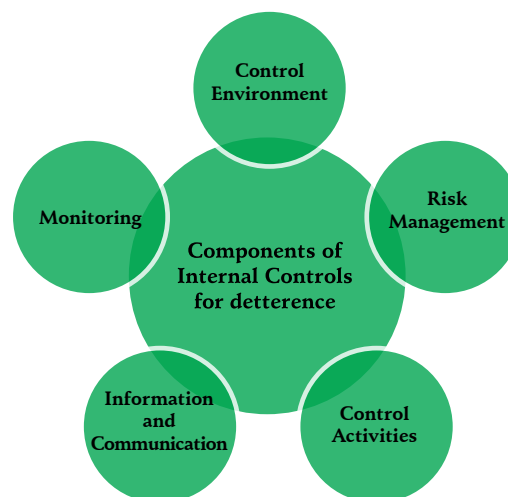 Control
Environment
Monitoring
Risk
Management
Components of
Internal Controls
for detterence
Information
and
Communication
Control
Activities